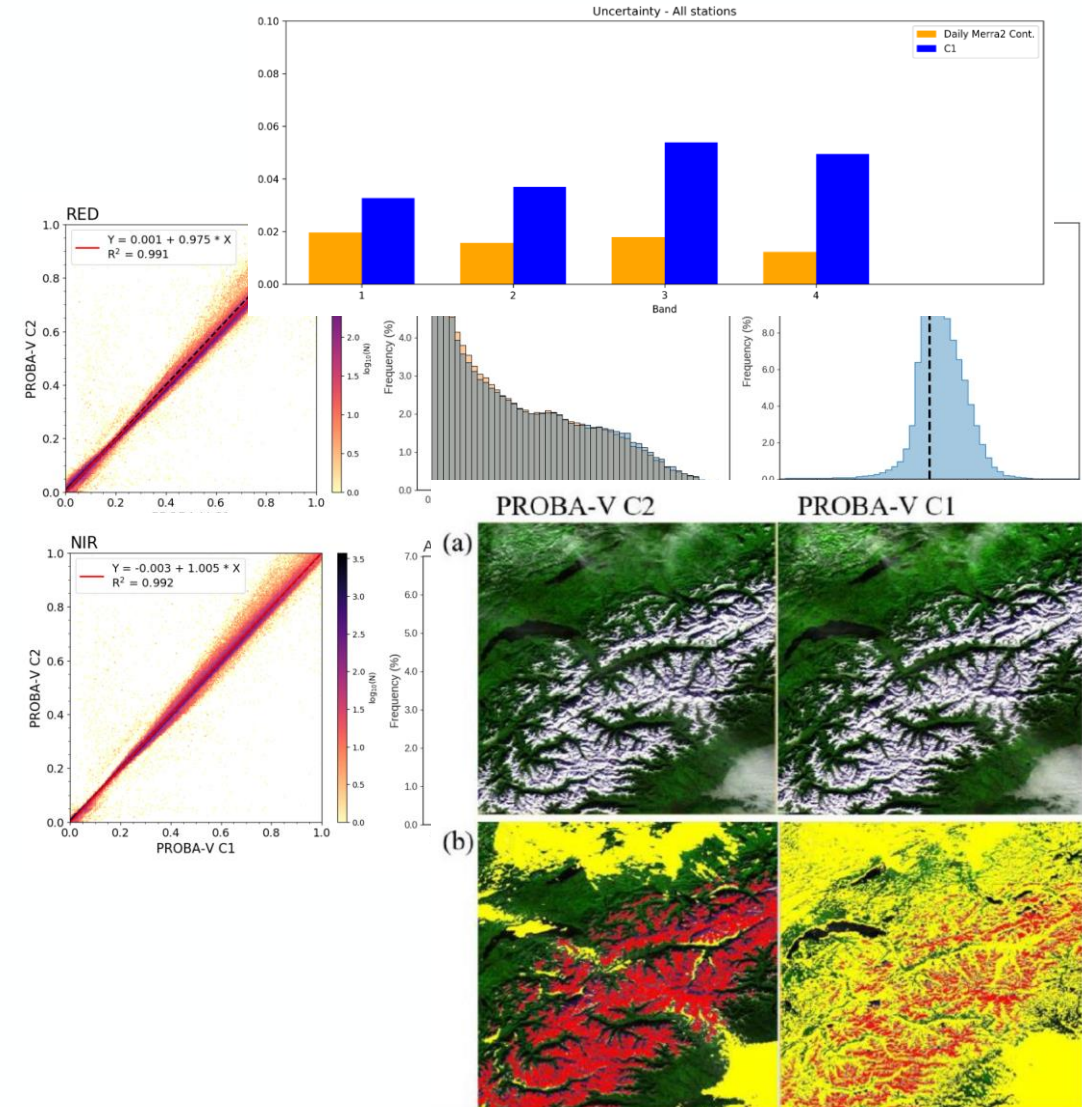 Uncertainty - All stations
0.10
0.08
0.06
0.04
0.02
0.00
Daily Merra2 Cont.
C1
1
2
3
4
Band
RED
1.0
0.8
0.6
0.4
0.2
0.0
PROBA-V C2
Y = 0.001 + 0.975 * X
R² = 0.991
0.0
0.2
0.4
0.6
0.8
1.0
2.0
1.5
1.0
0.5
0.0
log₁₀(N)
Frequency (%)
4.0
3.0
2.0
1.0
0.0
Frequency (%)
8.0
6.0
4.0
2.0
NIR
1.0
0.8
0.6
0.4
0.2
0.0
PROBA-V C2
Y = -0.003 + 1.005 * X
R² = 0.992
0.0
0.2
0.4
0.6
0.8
1.0
PROBA-V C1
3.5
3.0
2.5
2.0
1.5
1.0
0.5
0.0
log₁₀(N)
7.0
6.0
5.0
4.0
3.0
2.0
1.0
0.0
Frequency (%)
PROBA-V C2
PROBA-V C1
(a)
(b)